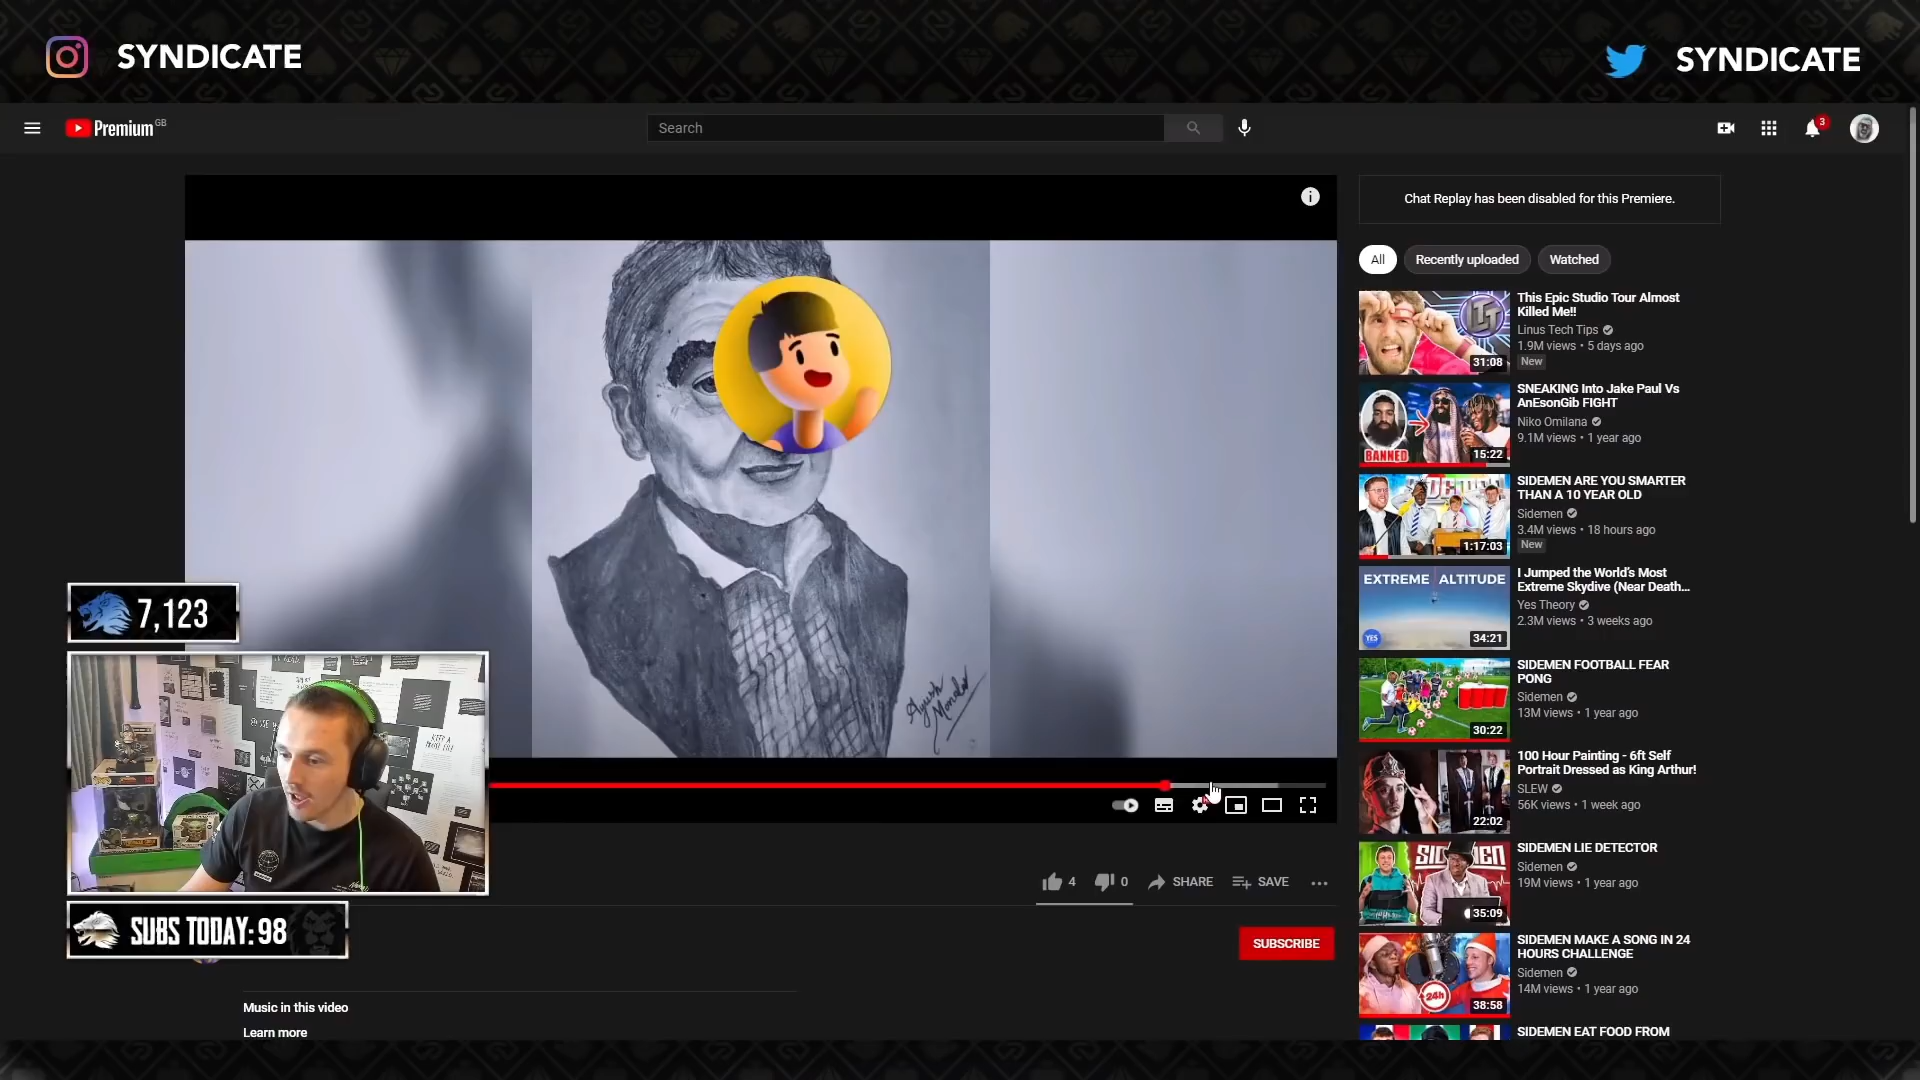 SYNDICATE
SYNDICATE
Premium GB
Search
3
Chat Replay has been disabled for this Premiere.
All
Recently uploaded
Watched
This Epic Studio Tour Almost
Killed Me!!
Linus Tech Tips
1.9M views • 5 days ago
New
31:08
SNEAKING Into Jake Paul Vs
AnEsonGib FIGHT
Niko Omilana
9.1M views • 1 year ago
BANNED
15:22
SIDEMEN ARE YOU SMARTER
THAN A 10 YEAR OLD
Sidemen
3.4M views • 18 hours ago
New
1:17:03
EXTREME ALTITUDE
I Jumped the World's Most
Extreme Skydive (Near Death...
Yes Theory
2.3M views • 3 weeks ago
YES
34:21
SIDEMEN FOOTBALL FEAR
PONG
Sidemen
13M views • 1 year ago
30:22
100 Hour Painting - 6ft Self
Portrait Dressed as King Arthur!
SLEW
56K views • 1 week ago
22:02
SIDEMEN LIE DETECTOR
Sidemen
19M views • 1 year ago
35:09
SIDEMEN MAKE A SONG IN 24
HOURS CHALLENGE
Sidemen
14M views • 1 year ago
24h
38:58
SIDEMEN EAT FOOD FROM
Ayush
Mondal
7,123
SUBS TODAY: 98
4
0
SHARE
SAVE
SUBSCRIBE
Music in this video
Learn more